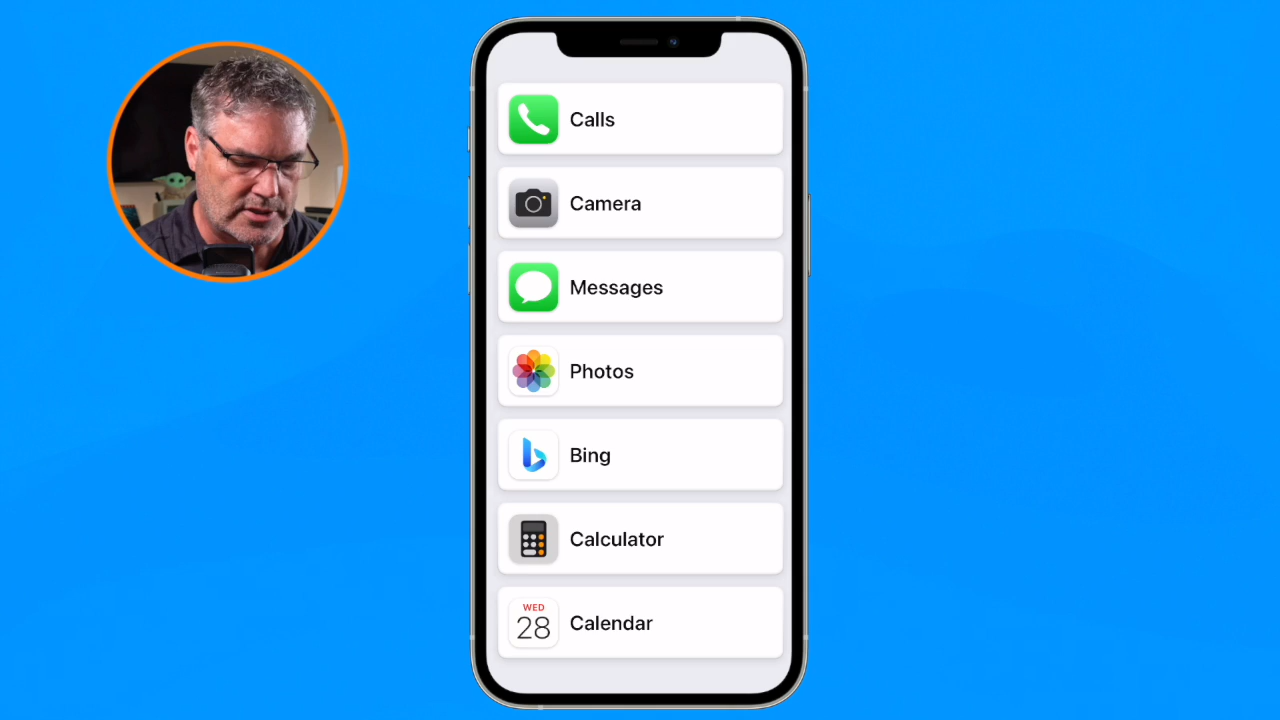 Calls
Camera
Messages
Photos
Bing
Calculator
WED
28
Calendar